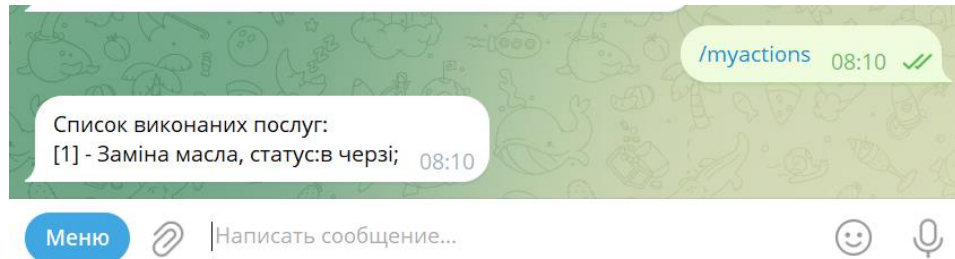 /myactions 08:10
Список виконаних послуг:
[1] - Заміна масла, статус:в черзі; 08:10
Меню
Написать сообщение...